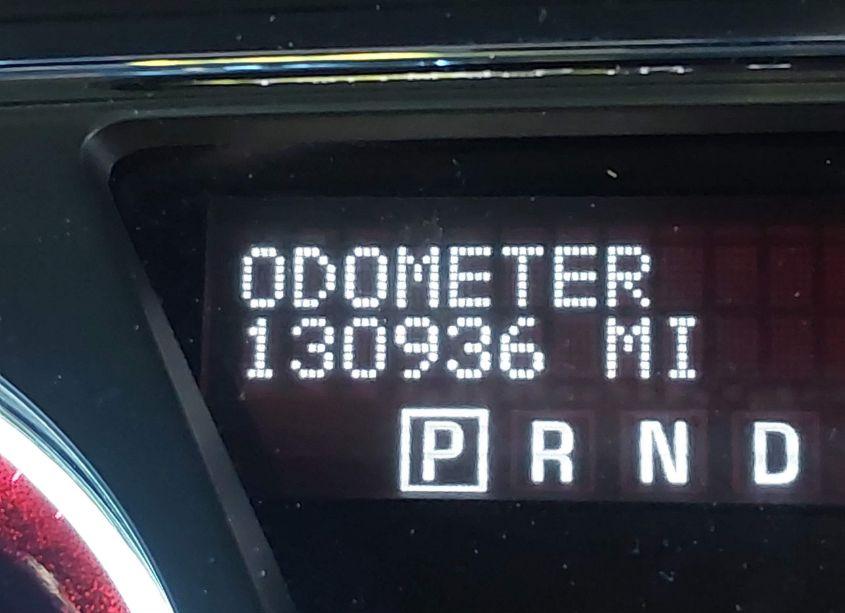 ODOMETER
130936 MI
P R N D